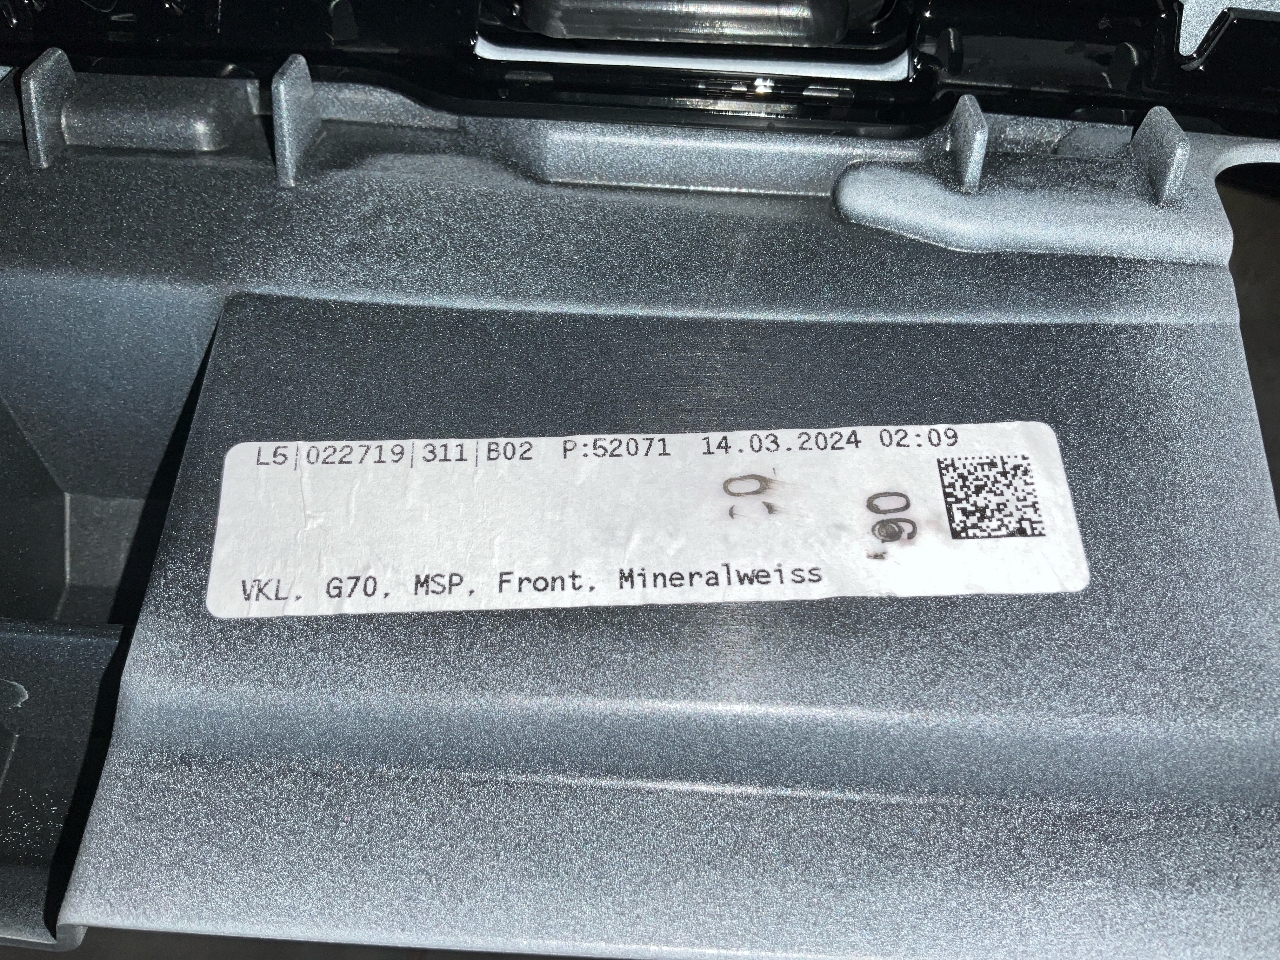 L5|022719|311|B02 P:52071 14.03.2024 02:09
VKL, G70, MSP, Front, Mineralweiss